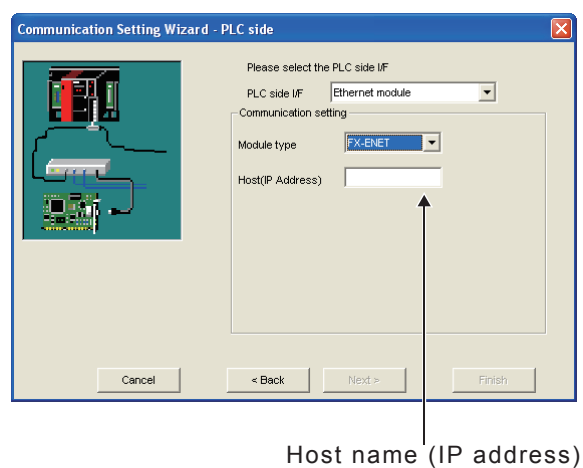 Communication Setting Wizard - PLC side
Please select the PLC side I/F
PLC side I/F Ethernet module
Communication setting
Module type FX-ENET
Host(IP Address)
Cancel < Back Next > Finish
Host name (IP address)